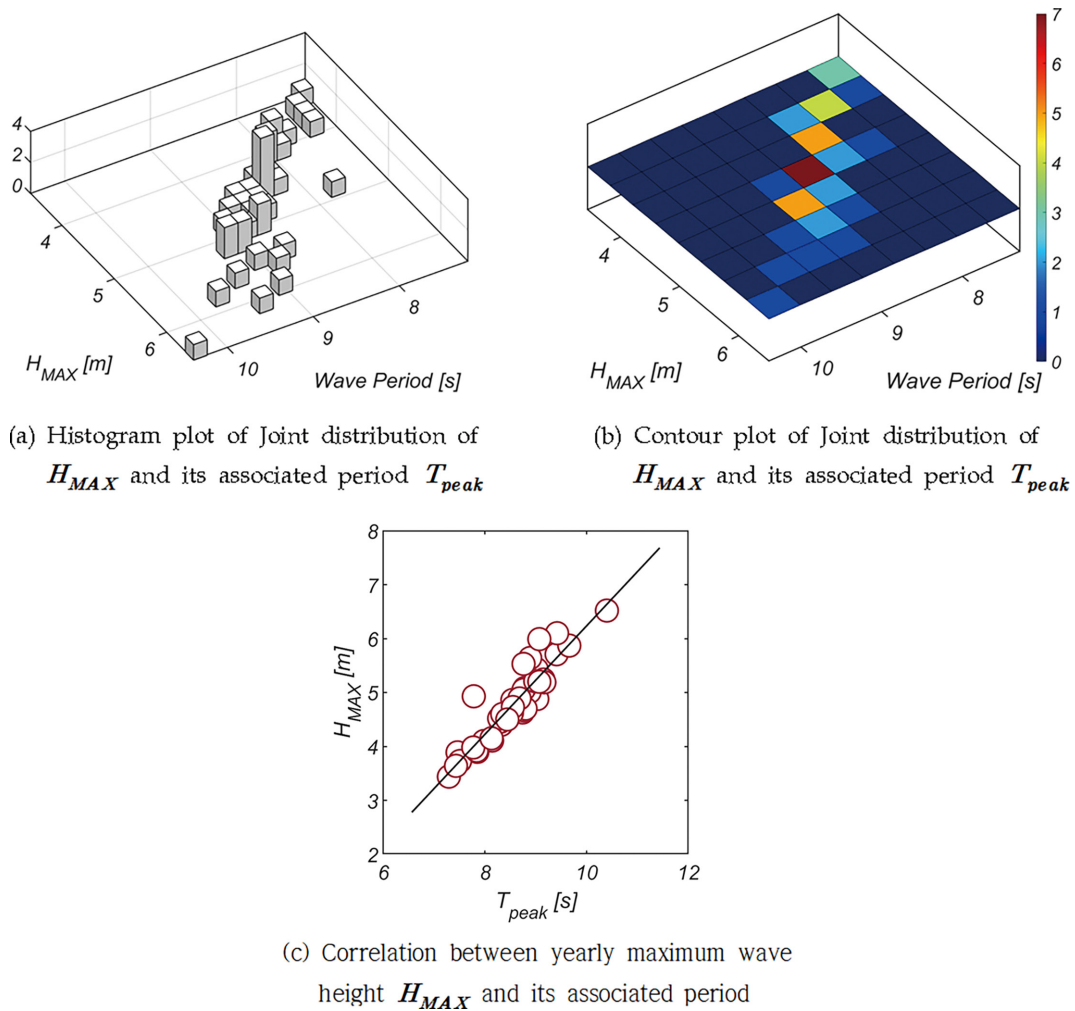 4
2
0
4
5
6
10
9
8
H_MAX [m]
Wave Period [s]
(a) Histogram plot of Joint distribution of
H_MAX and its associated period T_peak
7
6
5
4
3
2
1
0
4
5
6
10
9
8
H_MAX [m]
Wave Period [s]
(b) Contour plot of Joint distribution of
H_MAX and its associated period T_peak
8
7
6
5
4
3
2
6
8
10
12
H_MAX [m]
T_peak [s]
(c) Correlation between yearly maximum wave
height H_MAX and its associated period